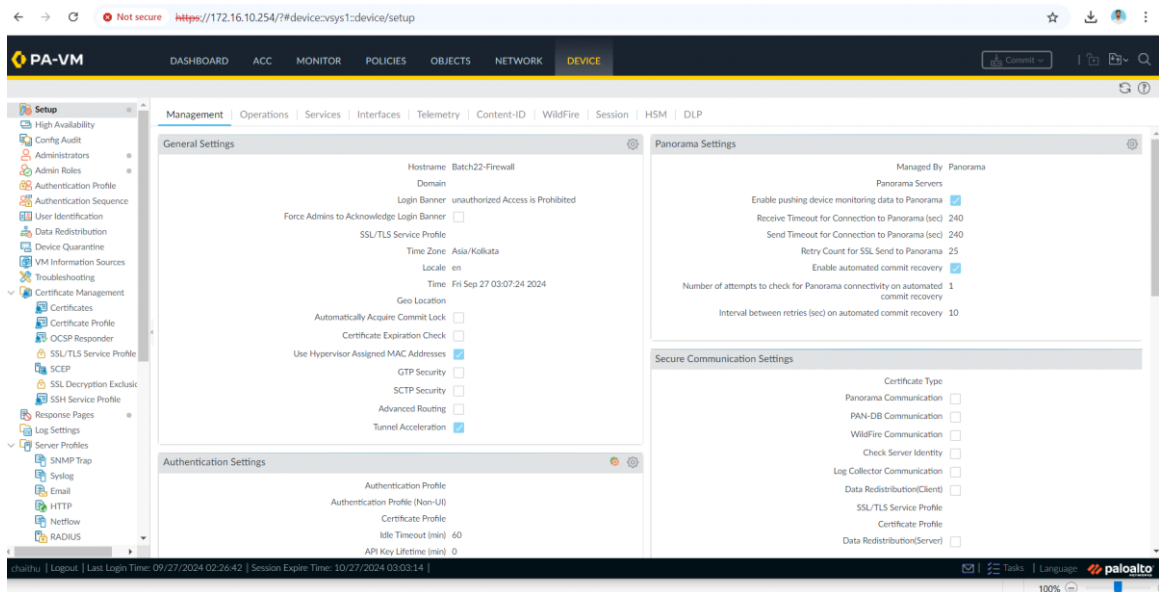 Not secure https://172.16.10.254/?#device::vsys1::device/setup
PA-VM DASHBOARD ACC MONITOR POLICIES OBJECTS NETWORK DEVICE Commit
Setup
High Availability
Config Audit
Administrators
Admin Roles
Authentication Profile
Authentication Sequence
User Identification
Data Redistribution
Device Quarantine
VM Information Sources
Troubleshooting
Certificate Management
Certificates
Certificate Profile
OCSP Responder
SSL/TLS Service Profile
SCEP
SSL Decryption Exclusic
SSH Service Profile
Response Pages
Log Settings
Server Profiles
SNMP Trap
Syslog
Email
HTTP
Netflow
RADIUS
Management Operations Services Interfaces Telemetry Content-ID WildFire Session HSM DLP
General Settings
Hostname Batch22-Firewall
Domain
Login Banner unauthorized Access is Prohibited
Force Admins to Acknowledge Login Banner
SSL/TLS Service Profile
Time Zone Asia/Kolkata
Locale en
Time Fri Sep 27 03:07:24 2024
Geo Location
Automatically Acquire Commit Lock
Certificate Expiration Check
Use Hypervisor Assigned MAC Addresses
GTP Security
SCTP Security
Advanced Routing
Tunnel Acceleration
Authentication Settings
Authentication Profile
Authentication Profile (Non-UI)
Certificate Profile
Idle Timeout (min) 60
API Key Lifetime (min) 0
Panorama Settings
Managed By Panorama
Panorama Servers
Enable pushing device monitoring data to Panorama
Receive Timeout for Connection to Panorama (sec) 240
Send Timeout for Connection to Panorama (sec) 240
Retry Count for SSL Send to Panorama 25
Enable automated commit recovery
Number of attempts to check for Panorama connectivity on automated 1
commit recovery
Interval between retries (sec) on automated commit recovery 10
Secure Communication Settings
Certificate Type
Panorama Communication
PAN-DB Communication
WildFire Communication
Check Server Identity
Log Collector Communication
Data Redistribution(Client)
SSL/TLS Service Profile
Certificate Profile
Data Redistribution(Server)
chaithu | Logout | Last Login Time: 09/27/2024 02:26:42 | Session Expire Time: 10/27/2024 03:03:14 | Tasks | Language paloalto NETWORKS
100%